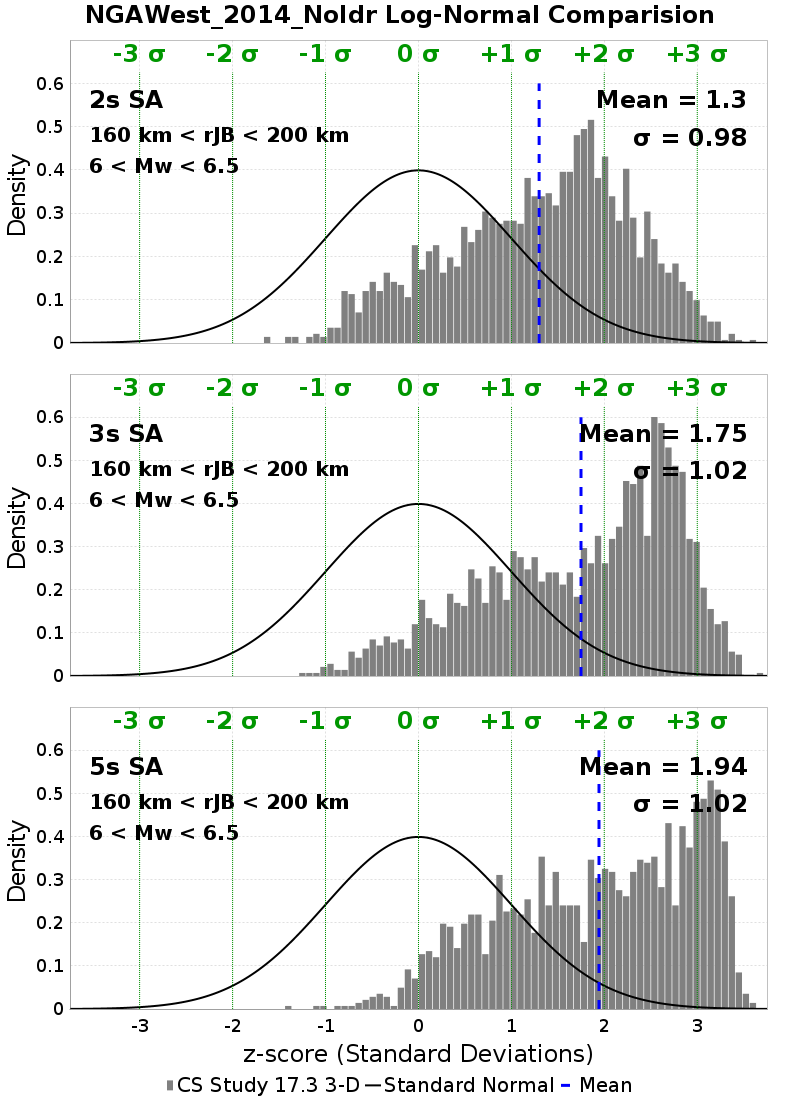 NGAWest_2014_NoIdr Log-Normal Comparision
-3 σ -2 σ -1 σ 0 σ +1 σ +2 σ +3 σ
0.6
2s SA Mean = 1.3
0.5
160 km < rJB < 200 km σ = 0.98
0.4
6 < Mw < 6.5
Density
0.3
0.2
0.1
0
-3 σ -2 σ -1 σ 0 σ +1 σ +2 σ +3 σ
0.6
3s SA Mean = 1.75
0.5
160 km < rJB < 200 km σ = 1.02
0.4
6 < Mw < 6.5
Density
0.3
0.2
0.1
0
-3 σ -2 σ -1 σ 0 σ +1 σ +2 σ +3 σ
0.6
5s SA Mean = 1.94
0.5
160 km < rJB < 200 km σ = 1.02
0.4
6 < Mw < 6.5
Density
0.3
0.2
0.1
0
-3 -2 -1 0 1 2 3
z-score (Standard Deviations)
CS Study 17.3 3-D Standard Normal Mean